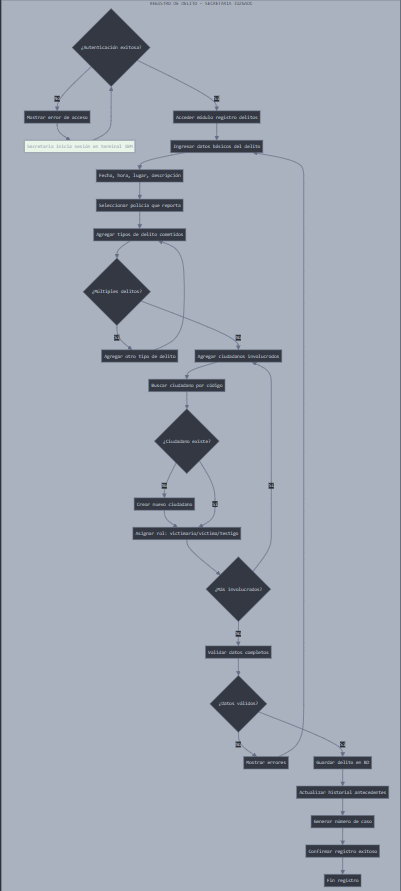 REGISTRO DE DELITO - SECRETARIA JUZGADO
¿Autenticación exitosa?
No
Sí
Mostrar error de acceso
Acceder módulo registro delitos
Secretaria inicia sesión en terminal IBM
Ingresar datos básicos del delito
Fecha, hora, lugar, descripción
Seleccionar policía que reporta
Agregar tipos de delito cometidos
¿Múltiples delitos?
Sí
No
Agregar otro tipo de delito
Agregar ciudadanos involucrados
Buscar ciudadano por código
¿Ciudadano existe?
No
Sí
Sí
Crear nuevo ciudadano
Asignar rol: victimario/víctima/testigo
¿Más involucrados?
No
Validar datos completos
¿Datos válidos?
No
Sí
Mostrar errores
Guardar delito en BD
Actualizar historial antecedentes
Generar número de caso
Confirmar registro exitoso
Fin registro